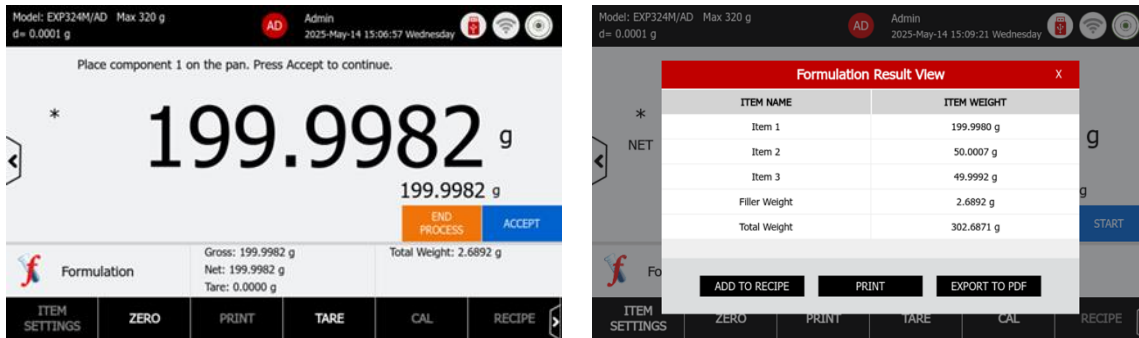 Model: EXP324M/AD Max 320 g
d= 0.0001 g
AD
Admin
2025-May-14 15:06:57 Wednesday
Place component 1 on the pan. Press Accept to continue.
*
199.9982 g
199.9982 g
END PROCESS
ACCEPT
Formulation
Gross: 199.9982 g
Net: 199.9982 g
Tare: 0.0000 g
Total Weight: 2.6892 g
ITEM SETTINGS
ZERO
PRINT
TARE
CAL
RECIPE
Model: EXP324M/AD Max 320 g
d= 0.0001 g
AD
Admin
2025-May-14 15:09:21 Wednesday
*
NET
g
g
START
Fo
Formulation Result View X
ITEM NAME ITEM WEIGHT
Item 1 199.9980 g
Item 2 50.0007 g
Item 3 49.9992 g
Filler Weight 2.6892 g
Total Weight 302.6871 g
ADD TO RECIPE PRINT EXPORT TO PDF
ITEM SETTINGS
ZERO
PRINT
TARE
CAL
RECIPE